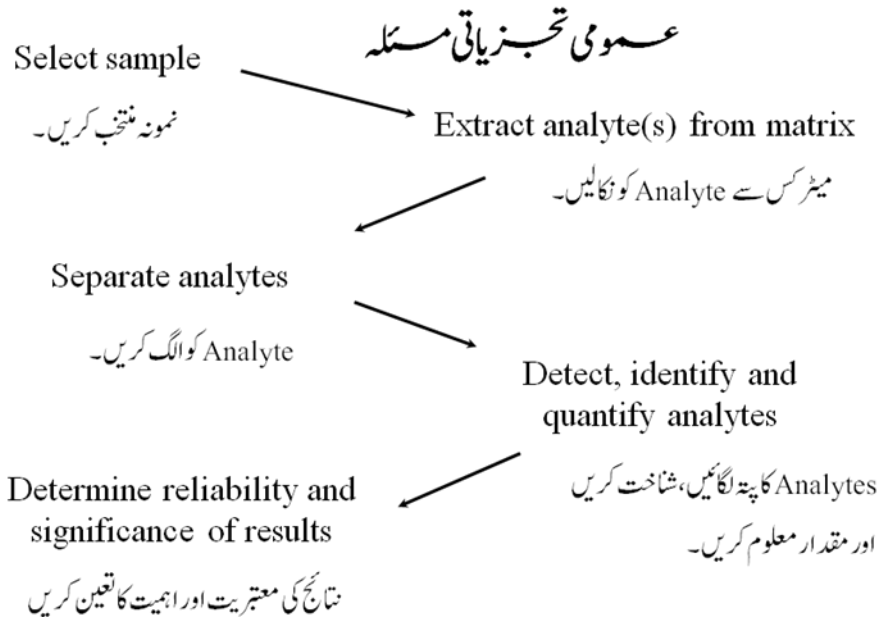 عمومی تجزیاتی مسئلہ
Select sample
نمونہ منتخب کریں۔
Extract analyte(s) from matrix
میٹرکس سے Analyte کو نکالیں۔
Separate analytes
Analyte کو الگ کریں۔
Detect, identify and
quantify analytes
Analytes کا پتہ لگائیں، شناخت کریں
اور مقدار معلوم کریں۔
Determine reliability and
significance of results
نتائج کی معتبریت اور اہمیت کا تعین کریں